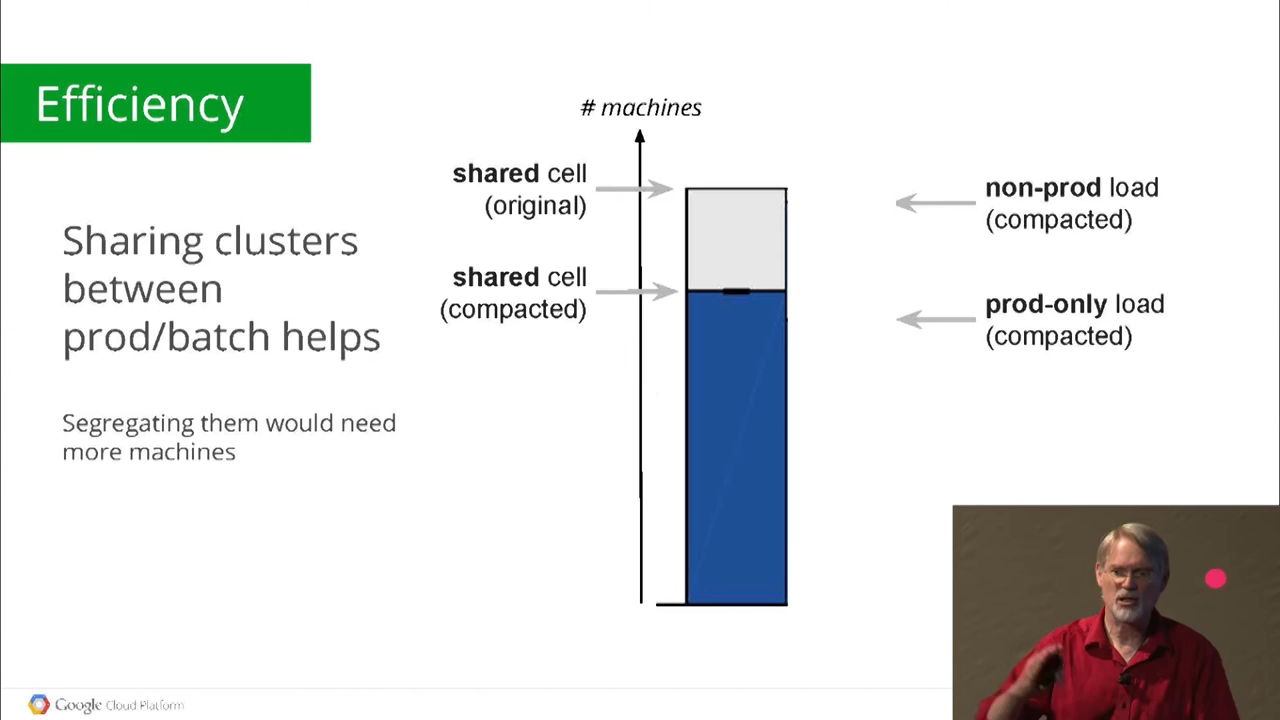 Efficiency
Sharing clusters
between
prod/batch helps
Segregating them would need
more machines
# machines
shared cell
(original)
shared cell
(compacted)
non-prod load
(compacted)
prod-only load
(compacted)
Google Cloud Platform